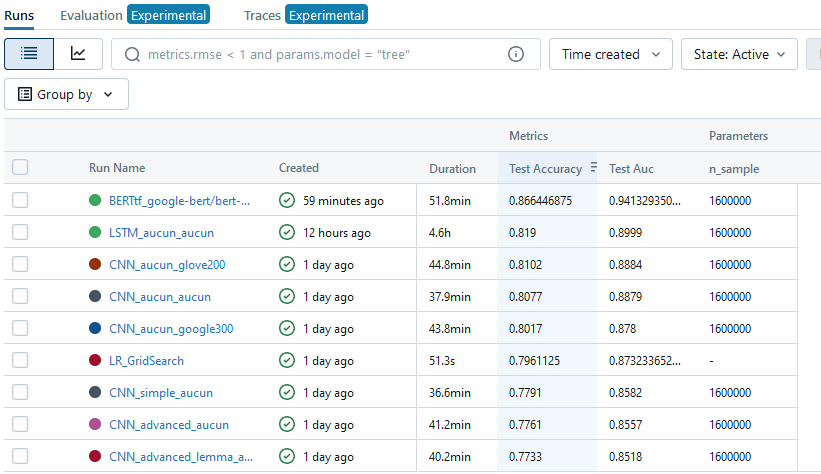 Runs Evaluation Experimental Traces Experimental
metrics.rmse < 1 and params.model = "tree" Time created State: Active
Group by
Metrics Parameters
Run Name Created Duration Test Accuracy Test Auc n_sample
BERTtf_google-bert/bert-... 59 minutes ago 51.8min 0.866446875 0.941329350... 1600000
LSTM_aucun_aucun 12 hours ago 4.6h 0.819 0.8999 1600000
CNN_aucun_glove200 1 day ago 44.8min 0.8102 0.8884 1600000
CNN_aucun_aucun 1 day ago 37.9min 0.8077 0.8879 1600000
CNN_aucun_google300 1 day ago 43.8min 0.8017 0.878 1600000
LR_GridSearch 1 day ago 51.3s 0.7961125 0.873233652... -
CNN_simple_aucun 1 day ago 36.6min 0.7791 0.8582 1600000
CNN_advanced_aucun 1 day ago 41.2min 0.7761 0.8557 1600000
CNN_advanced_lemma_a... 1 day ago 40.2min 0.7733 0.8518 1600000